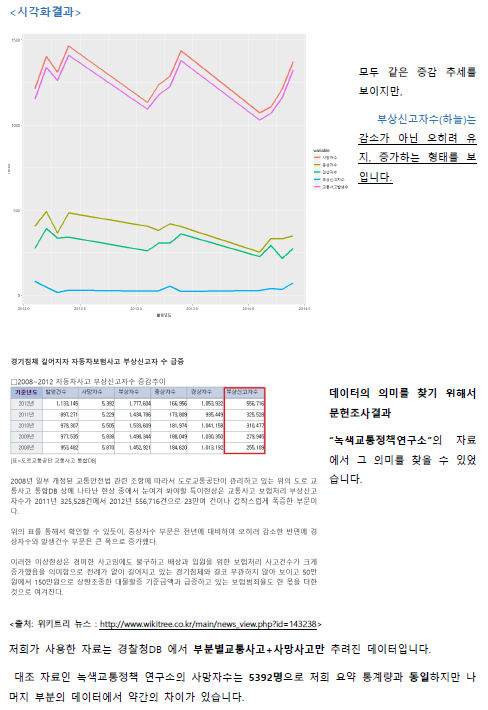 <시각화결과>
1500
1000
500
0
2012.0
2012.5
2013.0
2013.5
2014.0
2014.5
발생년도
variable
사망자수
중상자수
경상자수
부상신고자수
교통사고발생수
모두 같은 증감 추세를
보이지만,
부상신고자수(하늘)는
감소가 아닌 오히려 유
지, 증가하는 형태를 보
입니다.
경기침체 길어지자 자동차보험사고 부상신고자 수 급증
□2008~2012 자동차사고 부상신고자수 증감추이
기준년도 발생건수 사망자수 부상자수 중상자수 경상자수 부상신고자수
2012년 1,133,145 5,392 1,777,604 166,956 1,053,932 556,716
2011년 897,271 5,229 1,434,786 173,809 935,449 325,528
2010년 979,307 5,505 1,533,609 181,974 1,041,158 310,477
2009년 977,535 5,838 1,498,344 188,049 1,030,350 279,945
2008년 953,482 5,870 1,452,921 184,620 1,013,192 255,109
[표=도로교통공단 교통사고 통합DB]
데이터의 의미를 찾기 위해서
문헌조사결과
"녹색교통정책연구소"의 자료
에서 그 의미를 찾을 수 있었
습니다.
2008년 일부 개정된 교통안전법 관련 조항에 따라서 도로교통공단이 관리하고 있는 위의 도로 교
통사고 통합DB 상에 나타난 현상 중에서 눈여겨 봐야할 특이현상은 교통사고 보험처리 부상신고
자수가 2011년 325,528건에서 2012년 556,716건으로 23만여 건이나 갑작스럽게 폭증한 부분이
다.
위의 표를 통해서 확인할 수 있듯이, 중상자수 부문은 전년에 대비하여 오히려 감소한 반면에 경
상자수와 발생건수 부문은 큰 폭으로 증가했다.
이러한 이상현상은 경미한 사고임에도 불구하고 배상과 입원을 위한 보험처리 사고건수가 크게
증가했음을 의미함으로 전례가 없이 길어지고 있는 경기침체와 결코 무관하지 않아 보이고 50만
원에서 150만원으로 상향조종한 대물할증 기준금액과 급증하고 있는 보험범죄율도 한 몫을 더한
것으로 여겨진다.
<출처: 위키트리 뉴스 : http://www.wikitree.co.kr/main/news_view.php?id=143238>
저희가 사용한 자료는 경찰청DB 에서 부분별교통사고+사망사고만 추려진 데이터입니다.
대조 자료인 녹색교통정책 연구소의 사망자수는 5392명으로 저희 요약 통계량과 동일하지만 나
머지 부분의 데이터에서 약간의 차이가 있습니다.